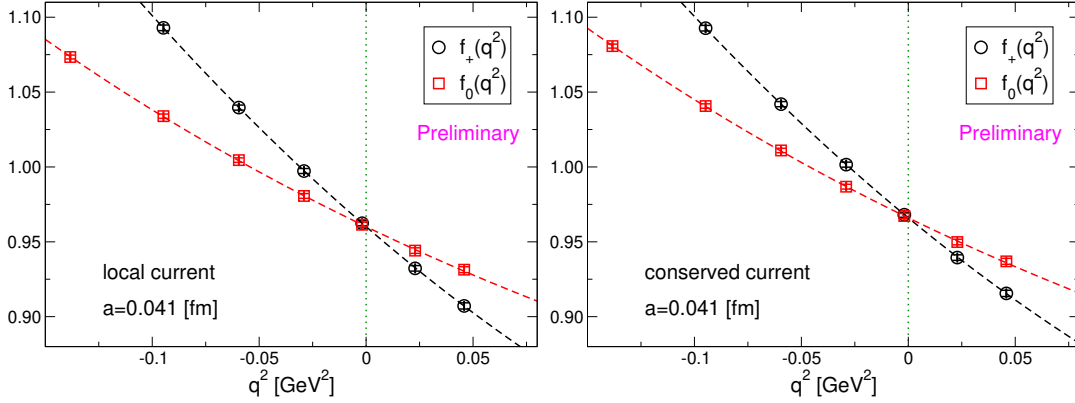 1.10
1.05
1.00
0.95
0.90
f+(q²)
f0(q²)
Preliminary
local current
a=0.041 [fm]
-0.1
-0.05
0
0.05
q² [GeV²]
1.10
1.05
1.00
0.95
0.90
f+(q²)
f0(q²)
Preliminary
conserved current
a=0.041 [fm]
-0.1
-0.05
0
0.05
q² [GeV²]